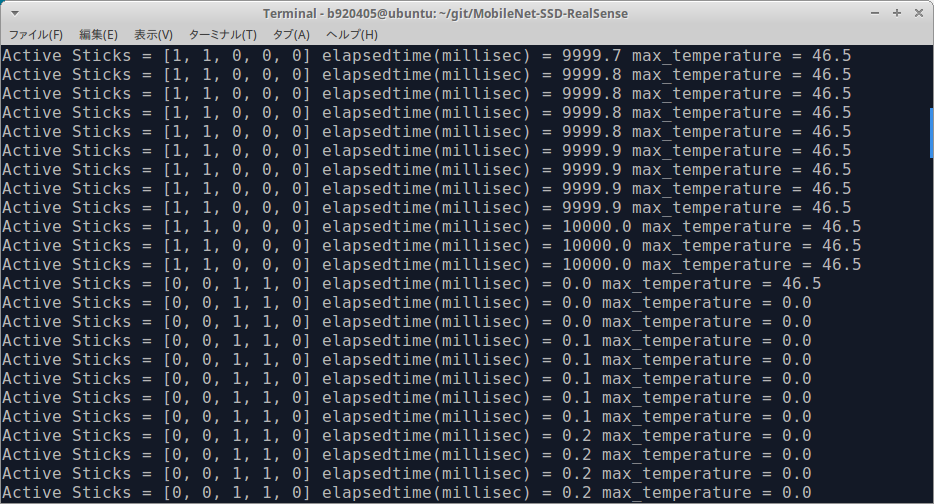 Terminal - b920405@ubuntu: ~/git/MobileNet-SSD-RealSense
ファイル(F) 編集(E) 表示(V) ターミナル(T) タブ(A) ヘルプ(H)
Active Sticks = [1, 1, 0, 0, 0] elapsedtime(millisec) = 9999.7 max_temperature = 46.5
Active Sticks = [1, 1, 0, 0, 0] elapsedtime(millisec) = 9999.8 max_temperature = 46.5
Active Sticks = [1, 1, 0, 0, 0] elapsedtime(millisec) = 9999.8 max_temperature = 46.5
Active Sticks = [1, 1, 0, 0, 0] elapsedtime(millisec) = 9999.8 max_temperature = 46.5
Active Sticks = [1, 1, 0, 0, 0] elapsedtime(millisec) = 9999.8 max_temperature = 46.5
Active Sticks = [1, 1, 0, 0, 0] elapsedtime(millisec) = 9999.9 max_temperature = 46.5
Active Sticks = [1, 1, 0, 0, 0] elapsedtime(millisec) = 9999.9 max_temperature = 46.5
Active Sticks = [1, 1, 0, 0, 0] elapsedtime(millisec) = 9999.9 max_temperature = 46.5
Active Sticks = [1, 1, 0, 0, 0] elapsedtime(millisec) = 9999.9 max_temperature = 46.5
Active Sticks = [1, 1, 0, 0, 0] elapsedtime(millisec) = 10000.0 max_temperature = 46.5
Active Sticks = [1, 1, 0, 0, 0] elapsedtime(millisec) = 10000.0 max_temperature = 46.5
Active Sticks = [1, 1, 0, 0, 0] elapsedtime(millisec) = 10000.0 max_temperature = 46.5
Active Sticks = [0, 0, 1, 1, 0] elapsedtime(millisec) = 0.0 max_temperature = 46.5
Active Sticks = [0, 0, 1, 1, 0] elapsedtime(millisec) = 0.0 max_temperature = 0.0
Active Sticks = [0, 0, 1, 1, 0] elapsedtime(millisec) = 0.0 max_temperature = 0.0
Active Sticks = [0, 0, 1, 1, 0] elapsedtime(millisec) = 0.1 max_temperature = 0.0
Active Sticks = [0, 0, 1, 1, 0] elapsedtime(millisec) = 0.1 max_temperature = 0.0
Active Sticks = [0, 0, 1, 1, 0] elapsedtime(millisec) = 0.1 max_temperature = 0.0
Active Sticks = [0, 0, 1, 1, 0] elapsedtime(millisec) = 0.1 max_temperature = 0.0
Active Sticks = [0, 0, 1, 1, 0] elapsedtime(millisec) = 0.1 max_temperature = 0.0
Active Sticks = [0, 0, 1, 1, 0] elapsedtime(millisec) = 0.2 max_temperature = 0.0
Active Sticks = [0, 0, 1, 1, 0] elapsedtime(millisec) = 0.2 max_temperature = 0.0
Active Sticks = [0, 0, 1, 1, 0] elapsedtime(millisec) = 0.2 max_temperature = 0.0
Active Sticks = [0, 0, 1, 1, 0] elapsedtime(millisec) = 0.2 max_temperature = 0.0